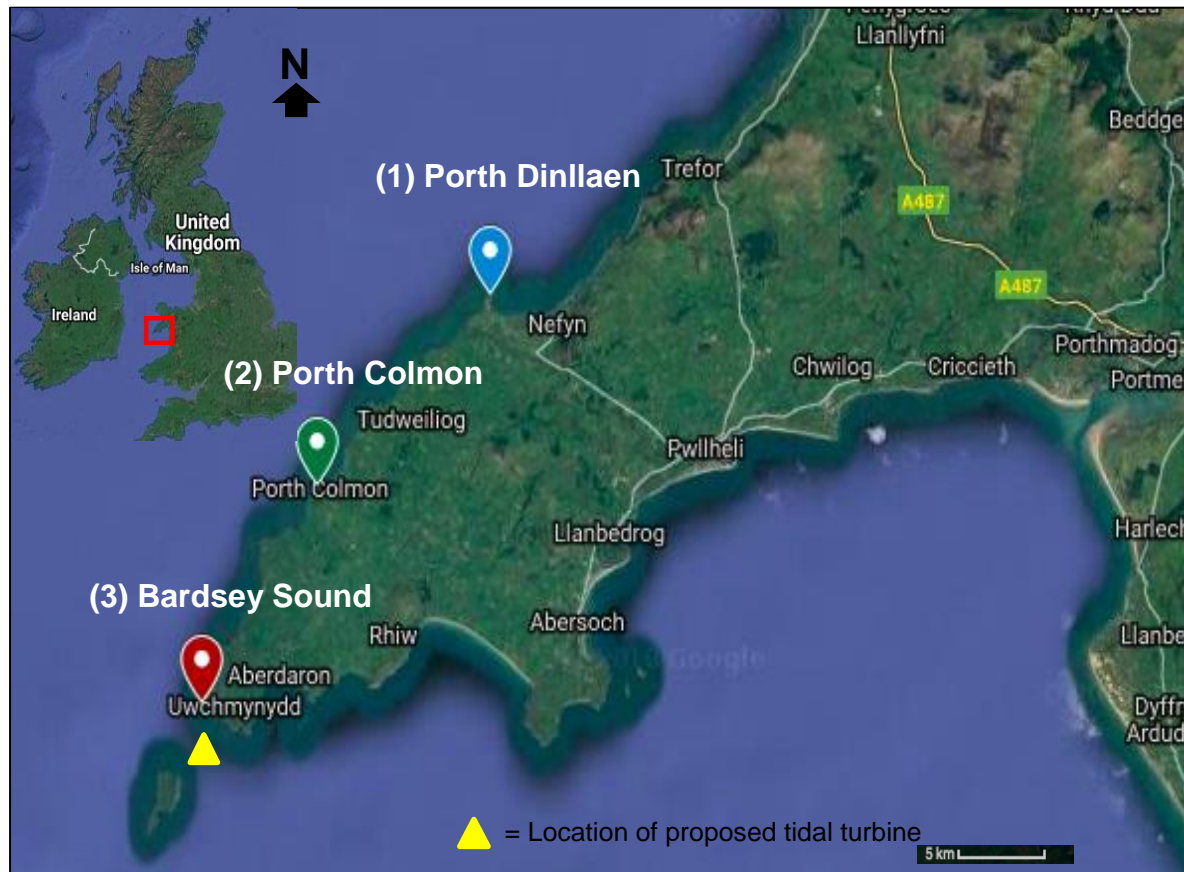 Llanllyfni
N
Beddge
Trefor
(1) Porth Dinllaen
A487
United
Kingdom
Isle of Man
Ireland
A487
Nefyn
Porthmadog
(2) Porth Colmon
Chwilog
Criccieth
Portme
Tudweiliog
Pwllheli
Porth Colmon
Llanbedrog
Harlech
(3) Bardsey Sound
Abersoch
Rhiw
Llanbe
Google
Aberdaron
Uwchmynydd
Dyffr
Ardud
= Location of proposed tidal turbine
5 km